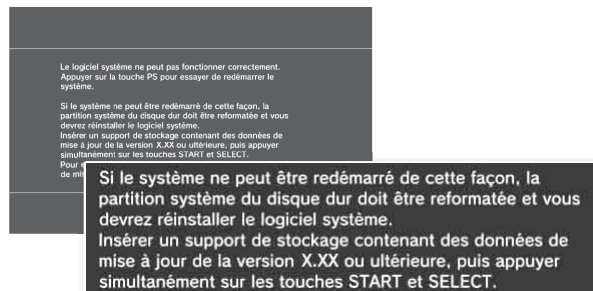 Le logiciel système ne peut pas fonctionner correctement.
Appuyer sur la touche PS pour essayer de redémarrer le
système.
Si le système ne peut être redémarré de cette façon, la
partition système du disque dur doit être reformatée et vous
devrez réinstaller le logiciel système.
Insérer un support de stockage contenant des données de
mise à jour de la version X.XX ou ultérieure, puis appuyer
simultanément sur les touches START et SELECT.
Pour
de
Si le système ne peut être redémarré de cette façon, la
partition système du disque dur doit être reformatée et vous
devrez réinstaller le logiciel système.
Insérer un support de stockage contenant des données de
mise à jour de la version X.XX ou ultérieure, puis appuyer
simultanément sur les touches START et SELECT.